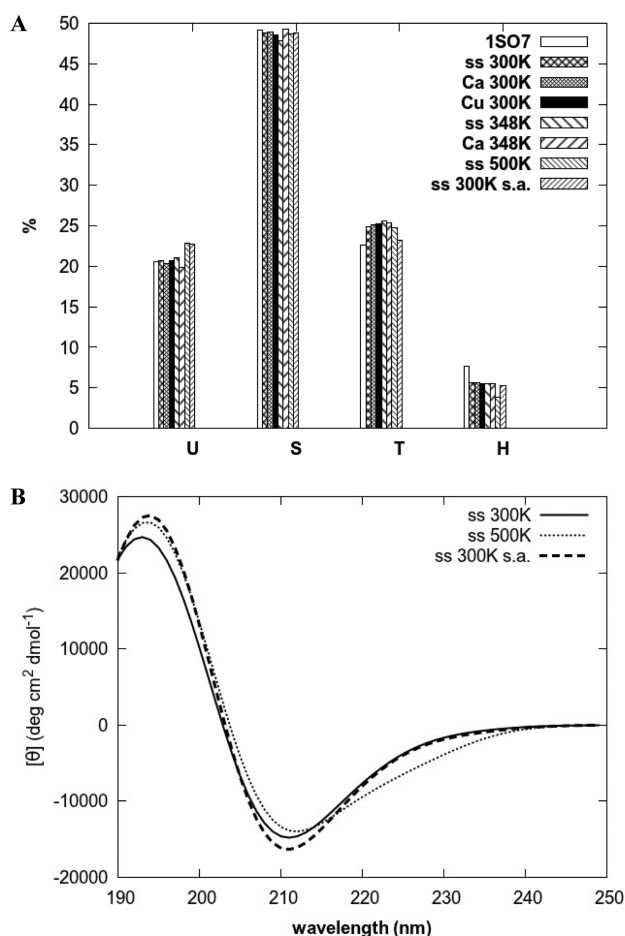 A
50
45
40
35
30
25
20
15
10
5
0
%
1SO7
ss 300K
Ca 300K
Cu 300K
ss 348K
Ca 348K
ss 500K
ss 300K s.a.
U S T H
B
30000
20000
10000
0
-10000
-20000
[θ] (deg cm² dmol⁻¹)
ss 300K
ss 500K
ss 300K s.a.
190 200 210 220 230 240 250
wavelength (nm)